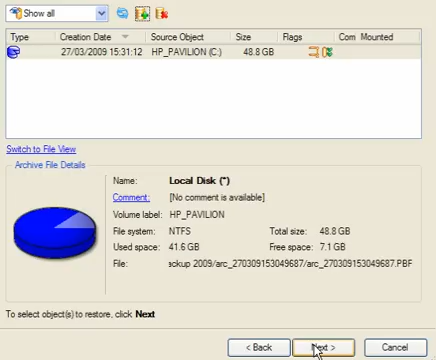 Show all
Type Creation Date Source Object Size Flags Com Mounted
27/03/2009 15:31:12 HP_PAVILION (C:) 48.8 GB
Switch to File View
Archive File Details
Name: Local Disk (*)
Comment: [No comment is available]
Volume label: HP_PAVILION
File system: NTFS Total size: 48.8 GB
Used space: 41.6 GB Free space: 7.1 GB
File: ackup 2009/arc_270309153049687/arc_270309153049687.PBF
To select object(s) to restore, click Next
< Back Next > Cancel